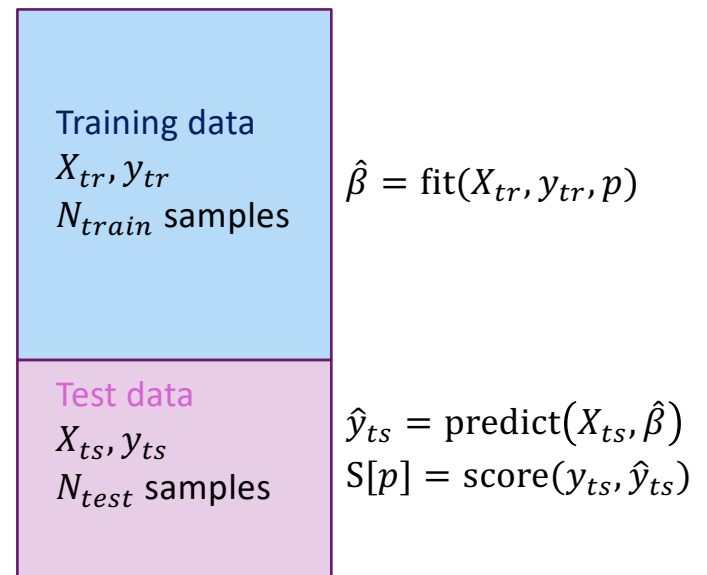 Training data
X_{tr}, y_{tr}
N_{train} samples
β̂ = fit(X_{tr}, y_{tr}, p)
Test data
X_{ts}, y_{ts}
N_{test} samples
ŷ_{ts} = predict(X_{ts}, β̂)
S[p] = score(y_{ts}, ŷ_{ts})